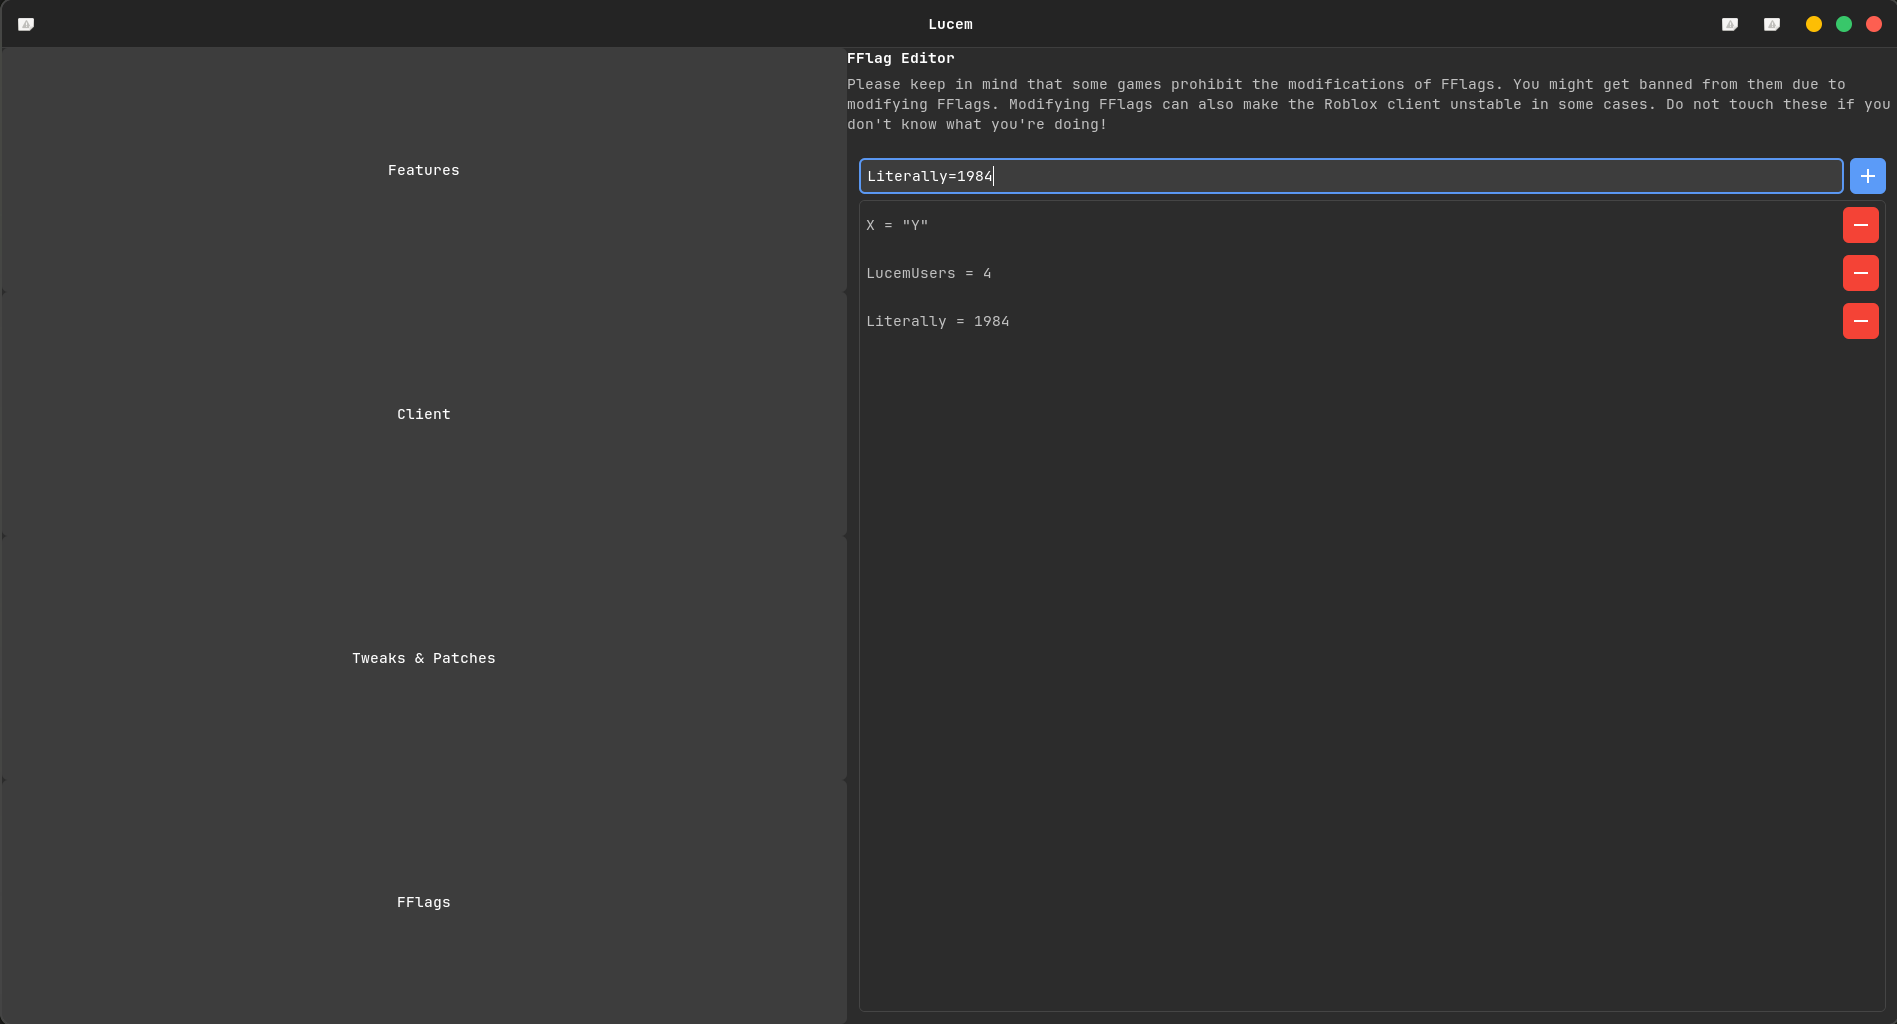 Lucem
Features
Client
Tweaks & Patches
FFlags
FFlag Editor
Please keep in mind that some games prohibit the modifications of FFlags. You might get banned from them due to
modifying FFlags. Modifying FFlags can also make the Roblox client unstable in some cases. Do not touch these if you
don't know what you're doing!
Literally=1984
X = "Y"
LucemUsers = 4
Literally = 1984